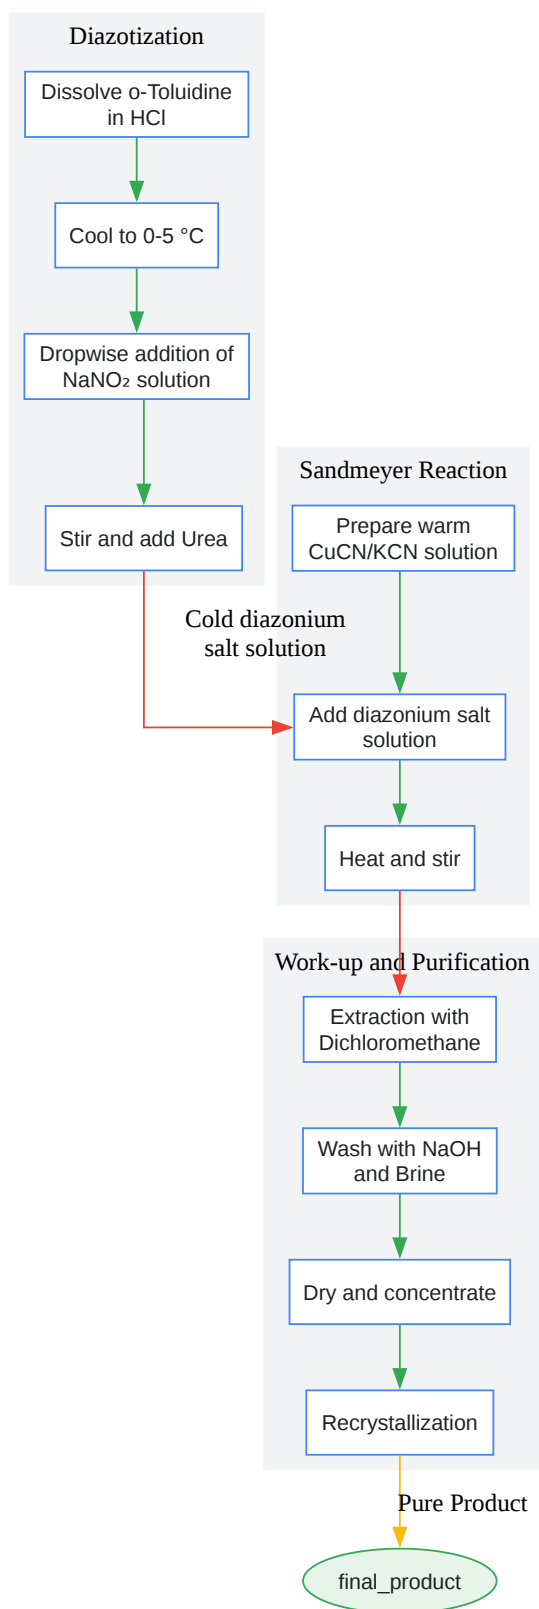 Diazotization
Dissolve o-Toluidine
in HCl
Cool to 0-5 °C
Dropwise addition of
NaNO₂ solution
Stir and add Urea
Sandmeyer Reaction
Prepare warm
CuCN/KCN solution
Cold diazonium
salt solution
Add diazonium salt
solution
Heat and stir
Work-up and Purification
Extraction with
Dichloromethane
Wash with NaOH
and Brine
Dry and concentrate
Recrystallization
Pure Product
final_product